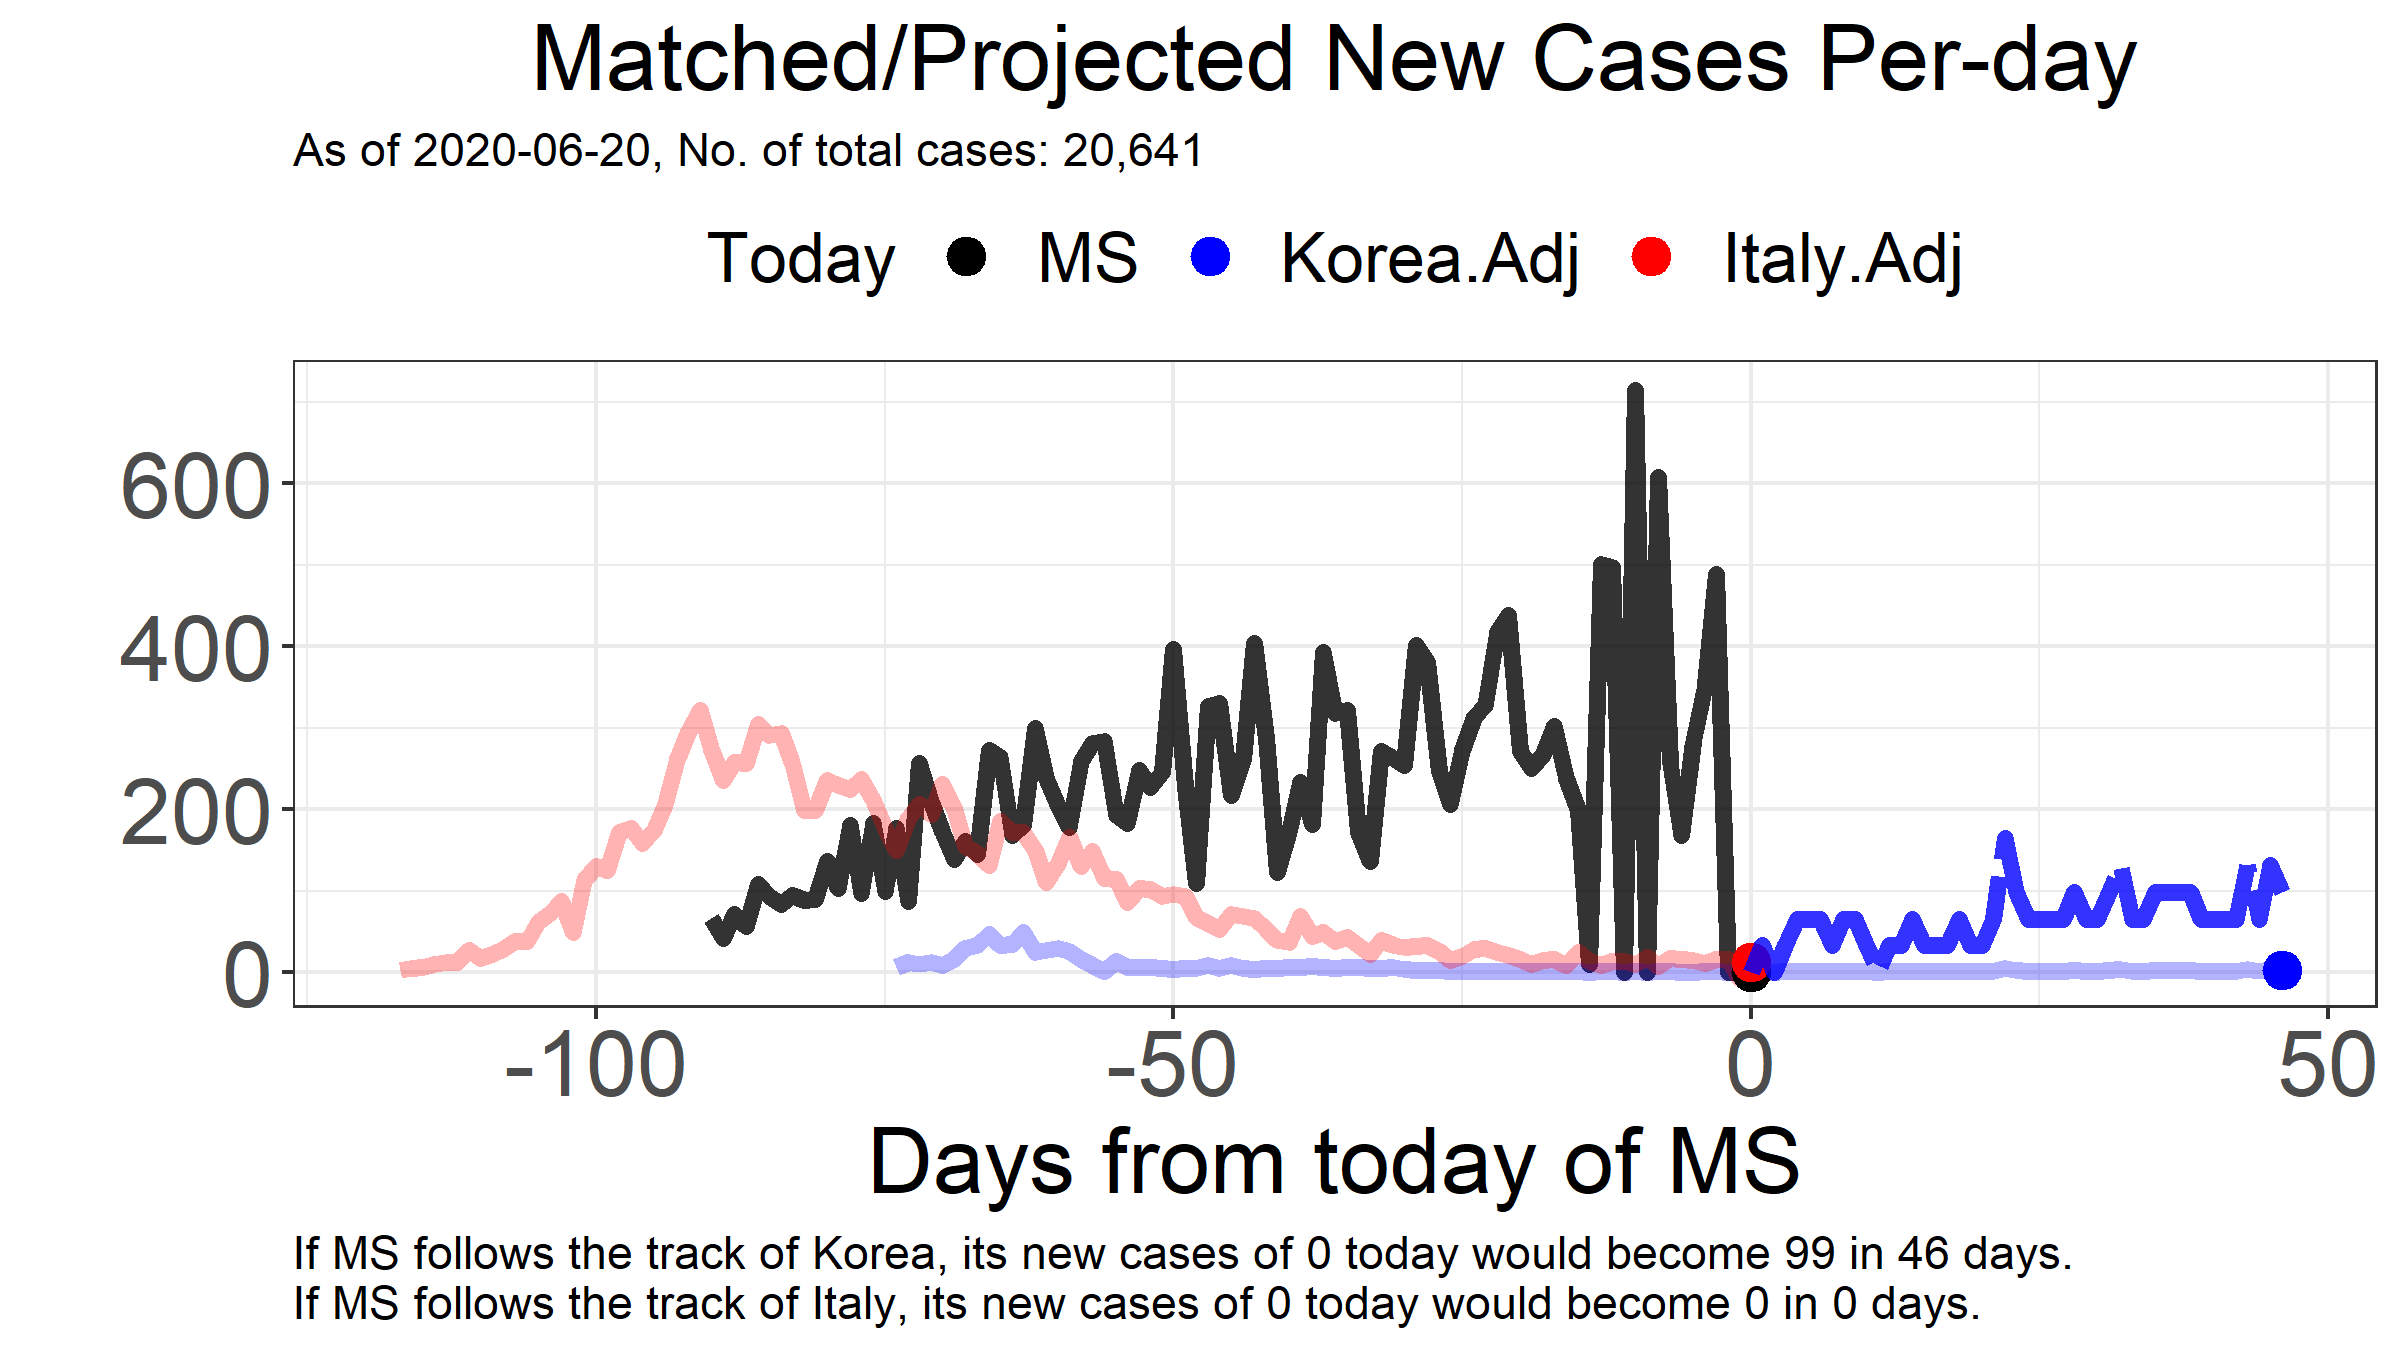 Matched/Projected New Cases Per-day
As of 2020-06-20, No. of total cases: 20,641
Today MS Korea.Adj Italy.Adj
600
400
200
0
-100 -50 0 50
Days from today of MS
If MS follows the track of Korea, its new cases of 0 today would become 99 in 46 days.
If MS follows the track of Italy, its new cases of 0 today would become 0 in 0 days.